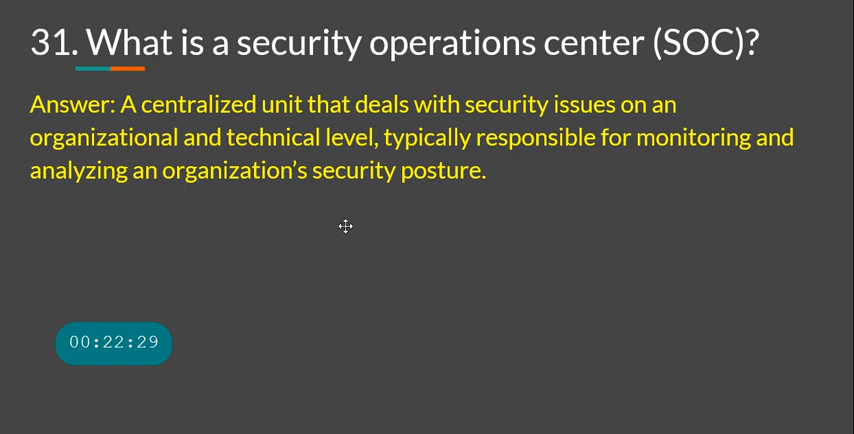 31. What is a security operations center (SOC)?
Answer: A centralized unit that deals with security issues on an
organizational and technical level, typically responsible for monitoring and
analyzing an organization’s security posture.
00:22:29